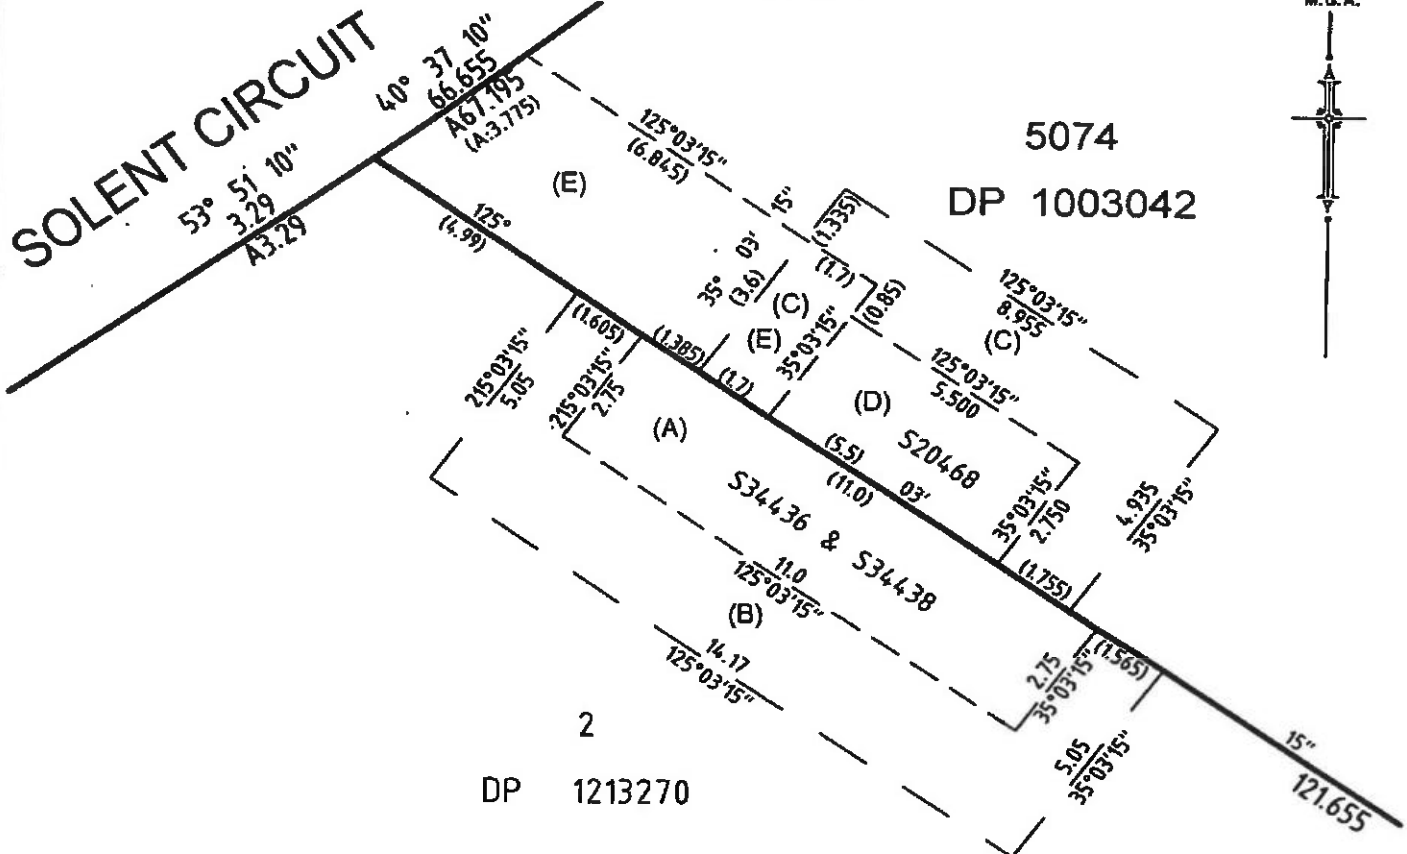 M.G.A.
SOLENT CIRCUIT
40° 37' 10"
66.655
A67.195
(A:3.775)
53° 51' 10"
3.29
A3.29
5074
DP 1003042
125°03'15"
(6.845)
(E)
125°
(4.99)
15"
03'
35°
(3.6)
(1.335)
(1.7)
(0.85)
(C)
(E)
35°03'15"
125°03'15"
8.955
(C)
(1.605)
(1.385)
(1.7)
215°03'15"
5.05
215°03'15"
2.75
125°03'15"
5.500
(D)
S20468
(A)
(5.5)
(11.0)
03'
S34436 & S34438
35°03'15"
2.750
4.935
35°03'15"
(1.755)
11.0
125°03'15"
(B)
14.17
125°03'15"
2.75
35°03'15"
(1.565)
5.05
35°03'15"
2
DP 1213270
15"
121.655